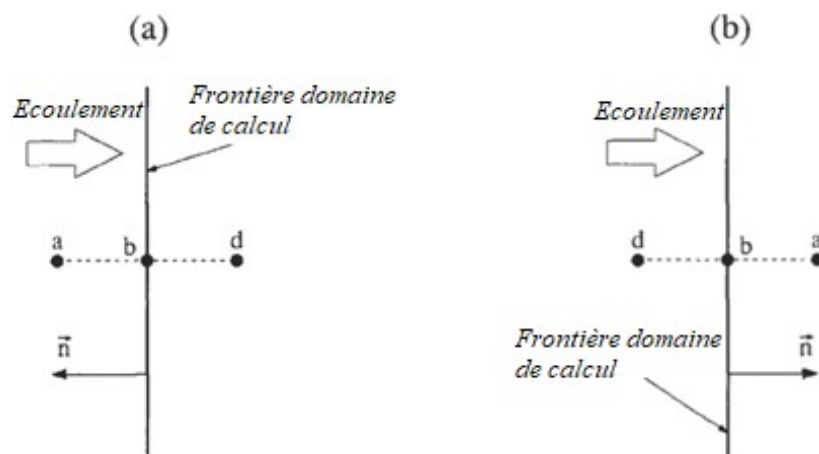 (a)
Ecoulement
Frontière domaine
de calcul
a
b
d
n⃗
(b)
Ecoulement
d
b
a
Frontière domaine
de calcul
n⃗